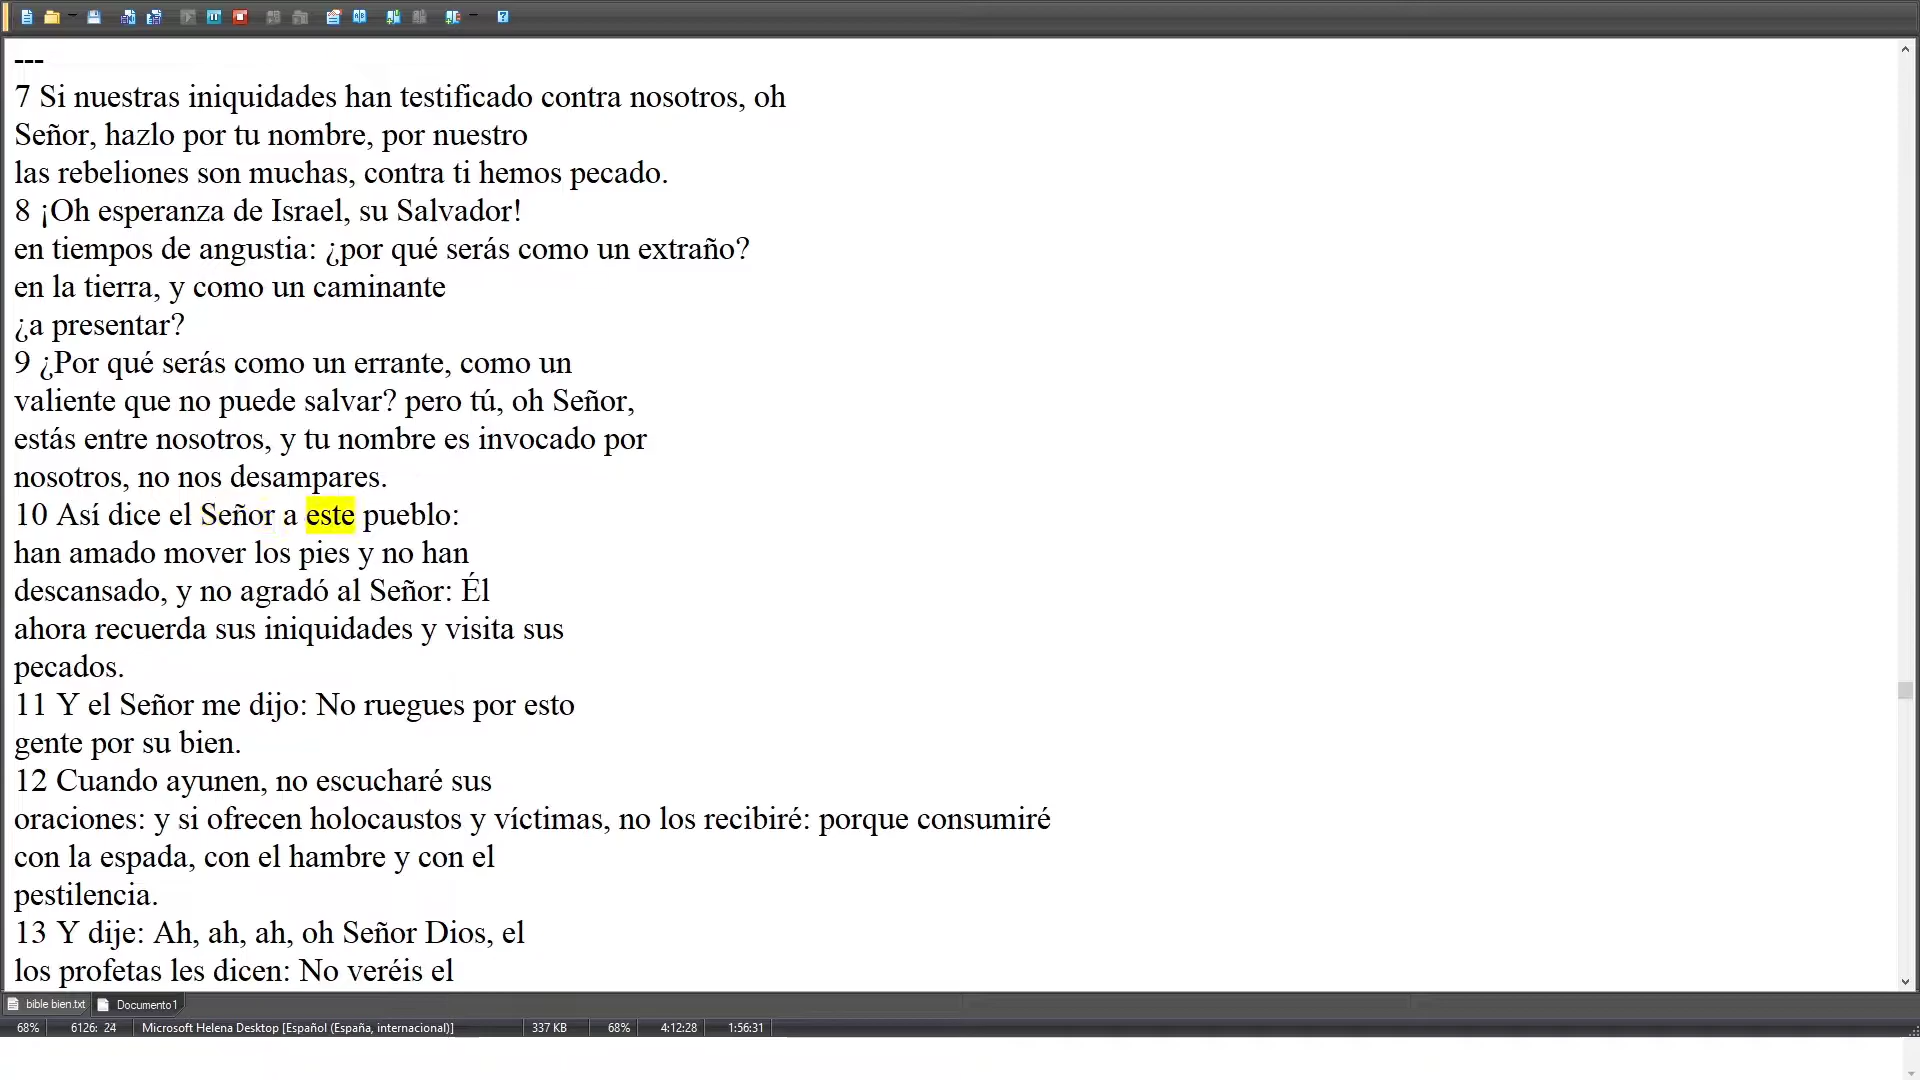 ---
7 Si nuestras iniquidades han testificado contra nosotros, oh
Señor, hazlo por tu nombre, por nuestro
las rebeliones son muchas, contra ti hemos pecado.
8 ¡Oh esperanza de Israel, su Salvador!
en tiempos de angustia: ¿por qué serás como un extraño?
en la tierra, y como un caminante
¿a presentar?
9 ¿Por qué serás como un errante, como un
valiente que no puede salvar? pero tú, oh Señor,
estás entre nosotros, y tu nombre es invocado por
nosotros, no nos desampares.
10 Así dice el Señor a este pueblo:
han amado mover los pies y no han
descansado, y no agradó al Señor: Él
ahora recuerda sus iniquidades y visita sus
pecados.
11 Y el Señor me dijo: No ruegues por esto
gente por su bien.
12 Cuando ayunen, no escucharé sus
oraciones: y si ofrecen holocaustos y víctimas, no los recibiré: porque consumiré
con la espada, con el hambre y con el
pestilencia.
13 Y dije: Ah, ah, ah, oh Señor Dios, el
los profetas les dicen: No veréis el
bible bien.txt Documento1
68% 6126: 24 Microsoft Helena Desktop [Español (España, internacional)] 337 KB 68% 4:12:28 1:56:31